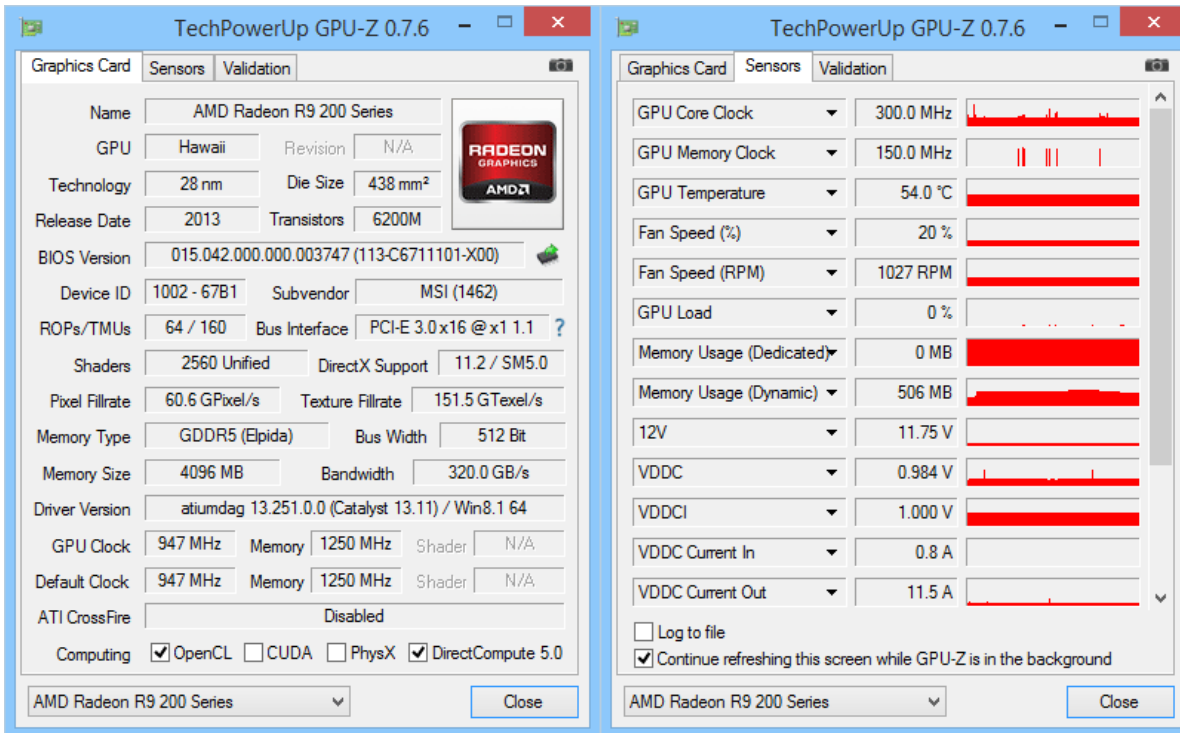 TechPowerUp GPU-Z 0.7.6
Graphics Card Sensors Validation
Name AMD Radeon R9 200 Series
GPU Hawaii Revision N/A
Technology 28 nm Die Size 438 mm²
Release Date 2013 Transistors 6200M
BIOS Version 015.042.000.000.003747 (113-C6711101-X00)
Device ID 1002 - 67B1 Subvendor MSI (1462)
ROPs/TMUs 64 / 160 Bus Interface PCI-E 3.0 x16 @ x1 1.1 ?
Shaders 2560 Unified DirectX Support 11.2 / SM5.0
Pixel Fillrate 60.6 GPixel/s Texture Fillrate 151.5 GTexel/s
Memory Type GDDR5 (Elpida) Bus Width 512 Bit
Memory Size 4096 MB Bandwidth 320.0 GB/s
Driver Version atiumdag 13.251.0.0 (Catalyst 13.11) / Win8.1 64
GPU Clock 947 MHz Memory 1250 MHz Shader N/A
Default Clock 947 MHz Memory 1250 MHz Shader N/A
ATI CrossFire Disabled
Computing OpenCL CUDA PhysX DirectCompute 5.0
AMD Radeon R9 200 Series Close
RADEON
GRAPHICS
AMD
TechPowerUp GPU-Z 0.7.6
Graphics Card Sensors Validation
GPU Core Clock 300.0 MHz
GPU Memory Clock 150.0 MHz
GPU Temperature 54.0 °C
Fan Speed (%) 20 %
Fan Speed (RPM) 1027 RPM
GPU Load 0 %
Memory Usage (Dedicated) 0 MB
Memory Usage (Dynamic) 506 MB
12V 11.75 V
VDDC 0.984 V
VDDCI 1.000 V
VDDC Current In 0.8 A
VDDC Current Out 11.5 A
Log to file
Continue refreshing this screen while GPU-Z is in the background
AMD Radeon R9 200 Series Close